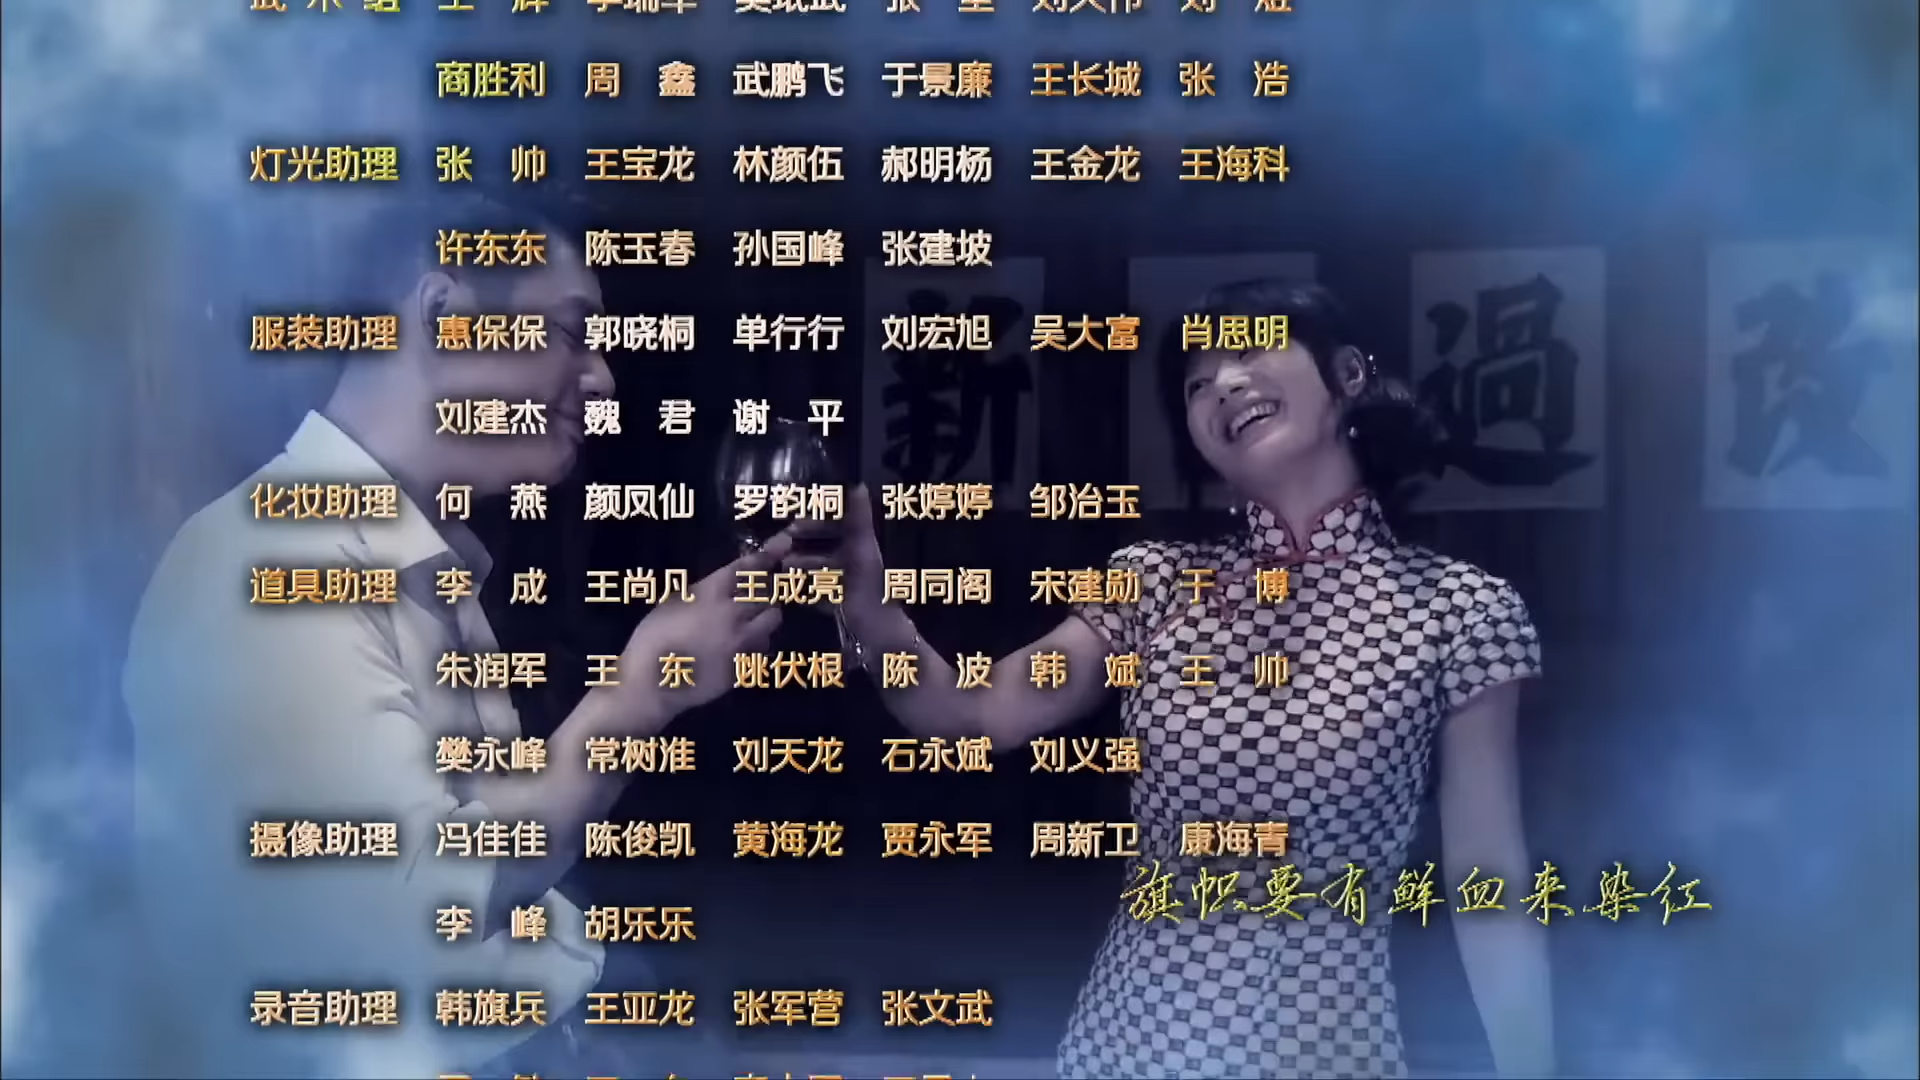 商胜利 周 鑫 武鹏飞 于景廉 王长城 张 浩
灯光助理 张 帅 王宝龙 林颜伍 郝明杨 王金龙 王海科
许东东 陈玉春 孙国峰 张建坡
服装助理 惠保保 郭晓桐 单行行 刘宏旭 吴大富 肖思明
刘建杰 魏 君 谢 平
化妆助理 何 燕 颜凤仙 罗韵桐 张婷婷 邹治玉
道具助理 李 成 王尚凡 王成亮 周同阁 宋建勋 于 博
朱润军 王 东 姚伏根 陈 波 韩 斌 王 帅
樊永峰 常树准 刘天龙 石永斌 刘义强
摄像助理 冯佳佳 陈俊凯 黄海龙 贾永军 周新卫 康海青
李 峰 胡乐乐
录音助理 韩旗兵 王亚龙 张军营 张文武
旗帜要有鲜血来染红
新 過 改